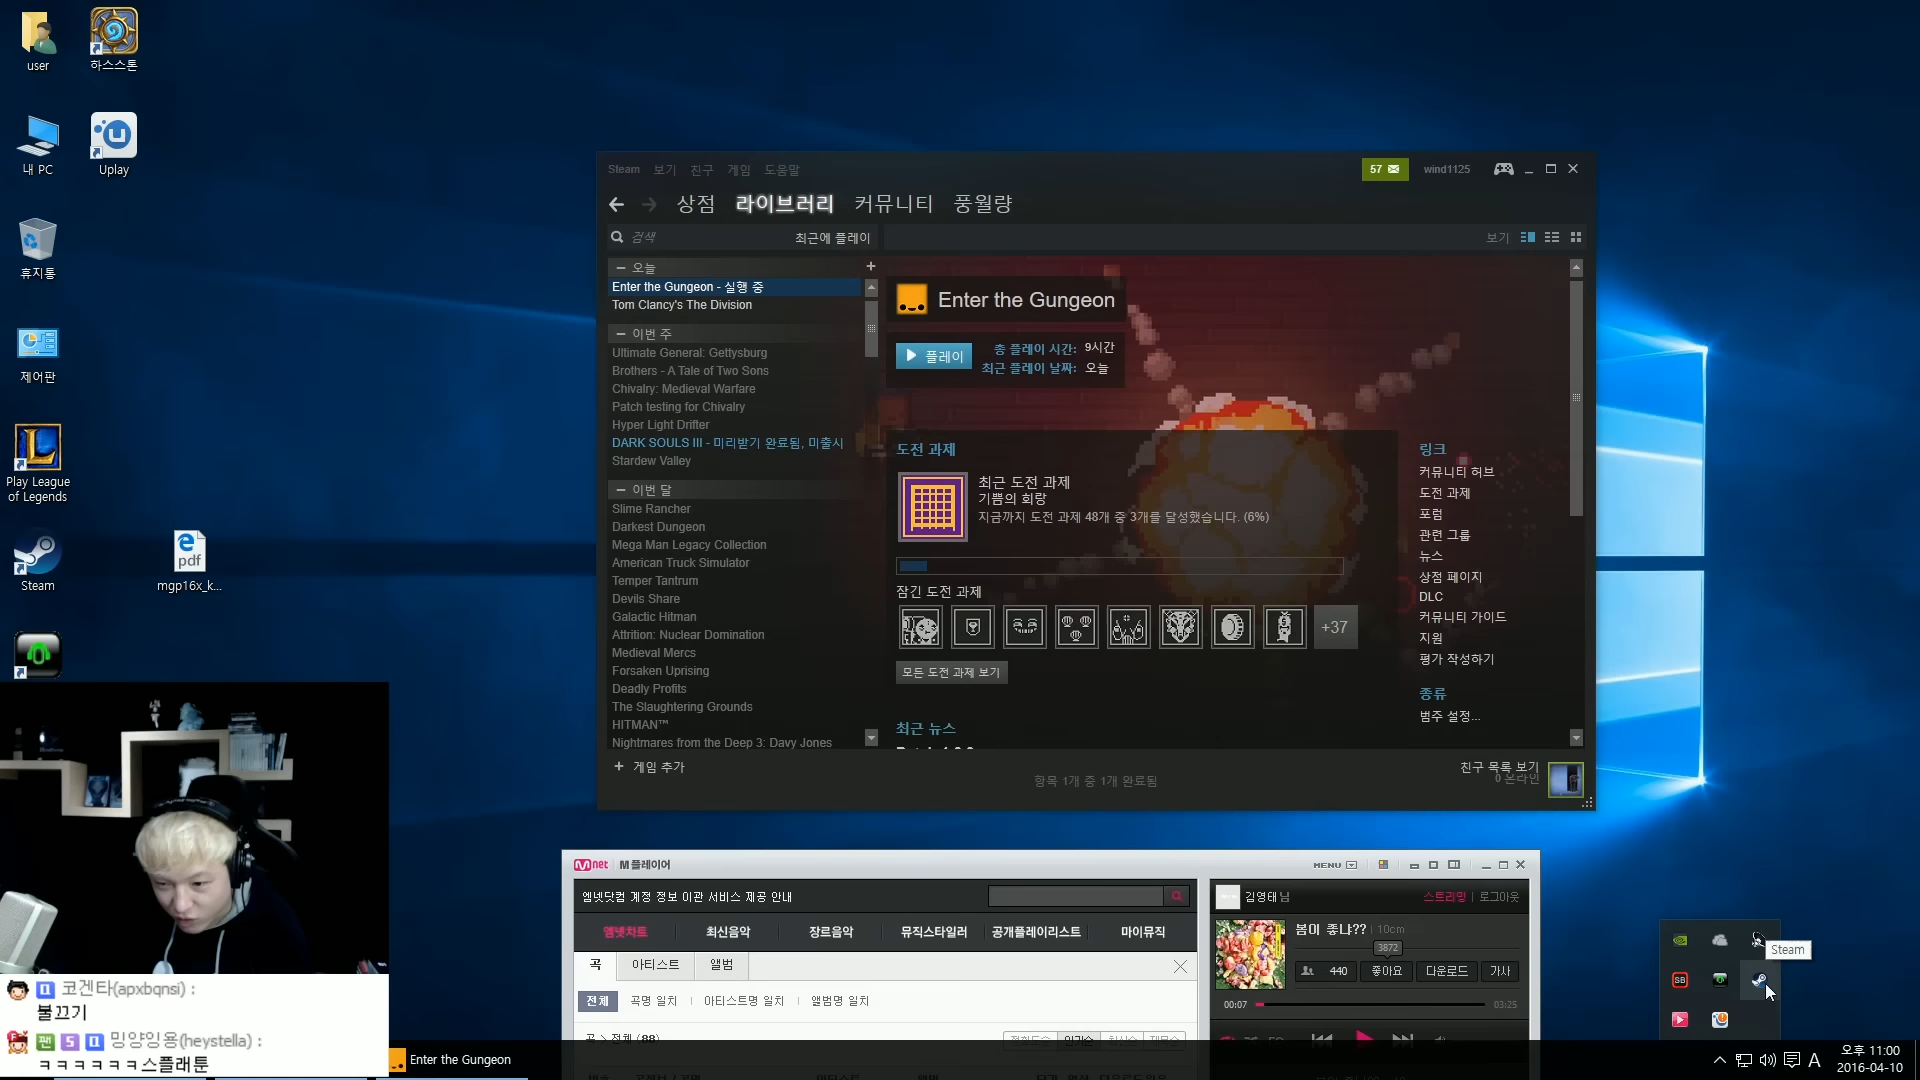 user
하스스톤
내 PC
Uplay
휴지통
제어판
Play League
of Legends
Steam
pdf
mgp16x_k...
Steam 보기 친구 게임 도움말
57
wind1125
상점 라이브러리 커뮤니티 풍월량
검색
최근에 플레이
보기
— 오늘
Enter the Gungeon - 실행 중
Tom Clancy's The Division
— 이번 주
Ultimate General: Gettysburg
Brothers - A Tale of Two Sons
Chivalry: Medieval Warfare
Patch testing for Chivalry
Hyper Light Drifter
DARK SOULS III - 미리받기 완료됨, 미출시
Stardew Valley
— 이번 달
Slime Rancher
Darkest Dungeon
Mega Man Legacy Collection
American Truck Simulator
Temper Tantrum
Devils Share
Galactic Hitman
Attrition: Nuclear Domination
Medieval Mercs
Forsaken Uprising
Deadly Profits
The Slaughtering Grounds
HITMAN™
Nightmares from the Deep 3: Davy Jones
+ 게임 추가
Enter the Gungeon
플레이
총 플레이 시간: 9시간
최근 플레이 날짜: 오늘
도전 과제
최근 도전 과제
기쁨의 회랑
지금까지 도전 과제 48개 중 3개를 달성했습니다. (6%)
잠긴 도전 과제
+37
모든 도전 과제 보기
최근 뉴스
링크
커뮤니티 허브
도전 과제
포럼
관련 그룹
뉴스
상점 페이지
DLC
커뮤니티 가이드
지원
평가 작성하기
종류
범주 설정...
항목 1개 중 1개 완료됨
친구 목록 보기
0 온라인
Mnet M플레이어
MENU
엠넷닷컴 계정 정보 이관 서비스 제공 안내
엠넷차트 최신음악 장르음악 뮤직스타일러 공개플레이리스트 마이뮤직
곡 아티스트 앨범
전체 곡명 일치 아티스트명 일치 앨범명 일치
곡 > 전체 (88)
김영태님
스트리밍 | 로그아웃
봄이 좋냐?? | 10cm
3872
440 좋아요 다운로드 가사
00:07
03:25
Steam
SB
코겐타(apxbqnsi) :
불끄기
팬 S 밍양잉용(heystella) :
ㅋㅋㅋㅋㅋㅋ스플래툰
Enter the Gungeon
A
오후 11:00
2016-04-10